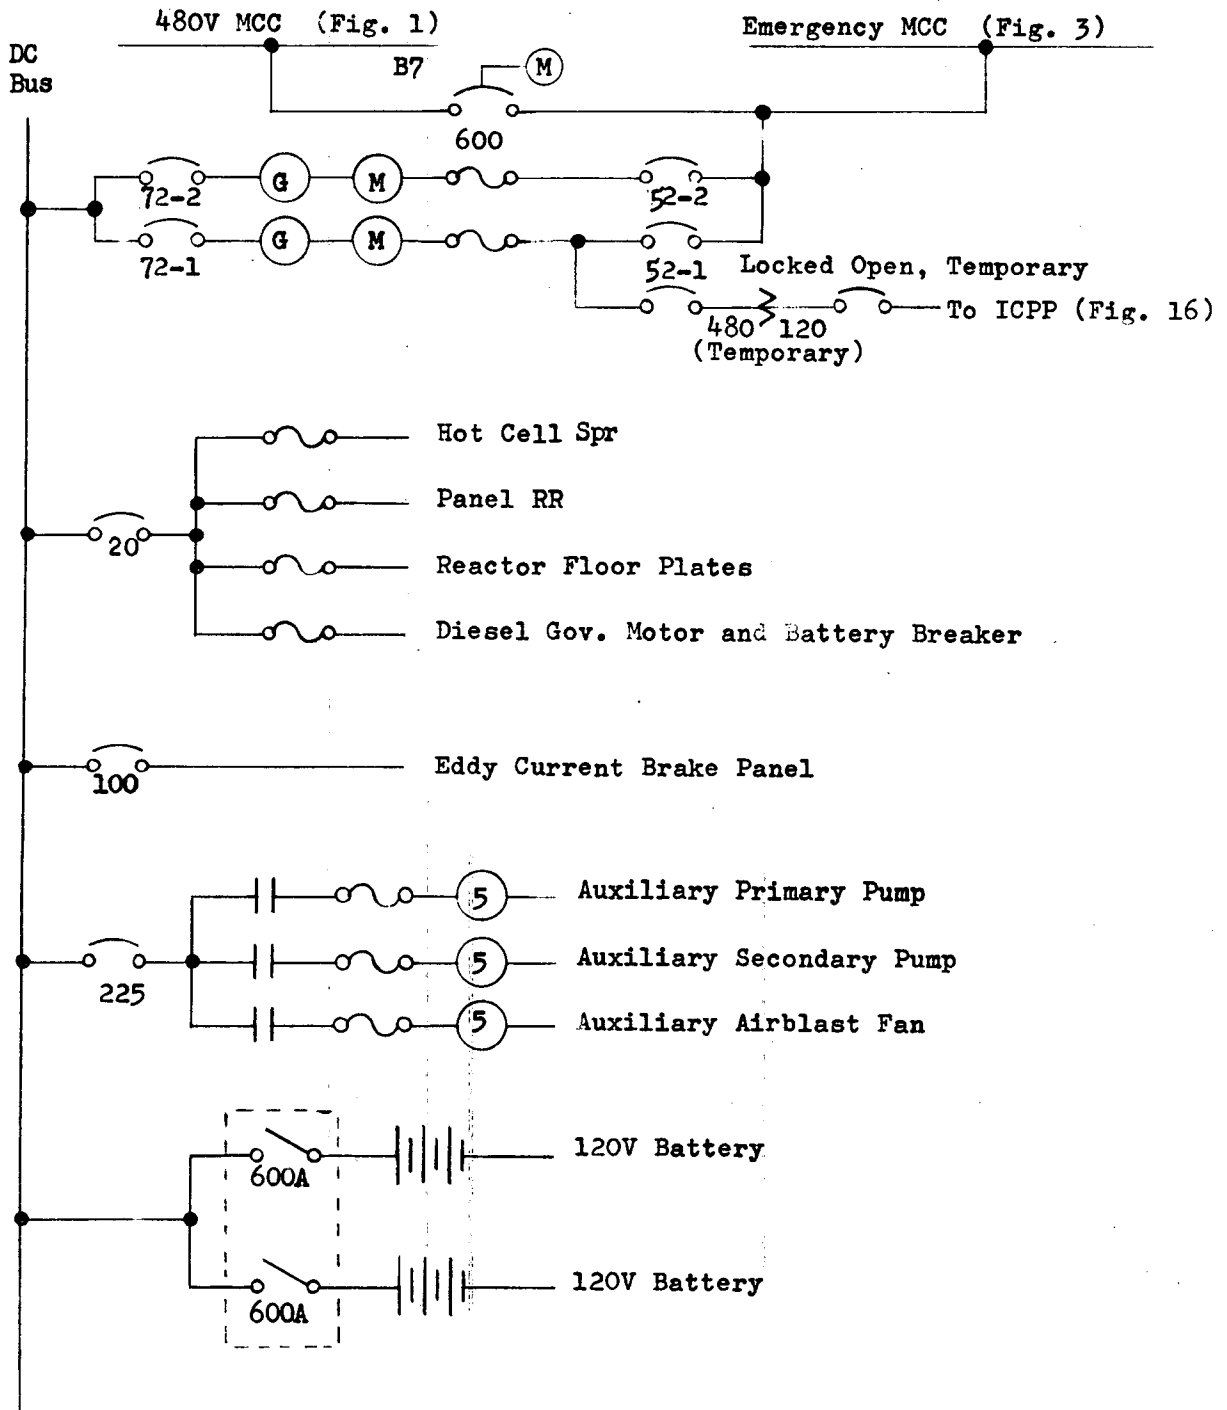 480V MCC (Fig. 1)
Emergency MCC (Fig. 3)
DC
Bus
B7
M
600
72-2
G
M
52-2
72-1
G
M
52-1
Locked Open, Temporary
480 120
To ICPP (Fig. 16)
(Temporary)
Hot Cell Spr
Panel RR
20
Reactor Floor Plates
Diesel Gov. Motor and Battery Breaker
100
Eddy Current Brake Panel
5
Auxiliary Primary Pump
225
5
Auxiliary Secondary Pump
5
Auxiliary Airblast Fan
600A
120V Battery
600A
120V Battery